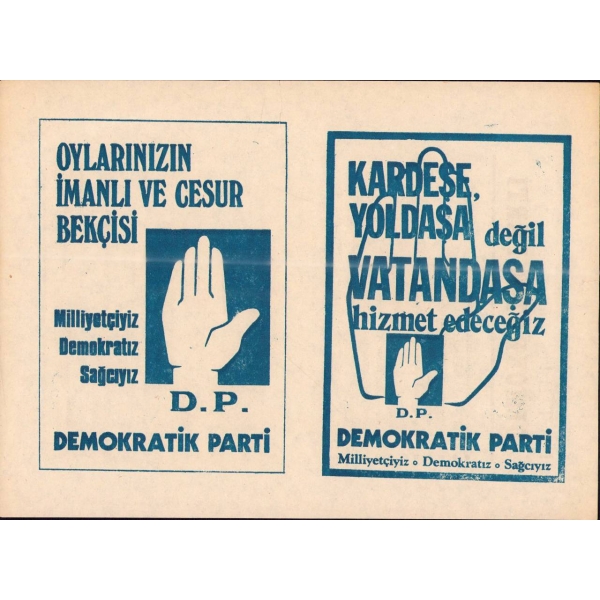 OYLARINIZIN
İMANLI VE CESUR
BEKÇİSİ
Milliyetçiyiz
Demokratız
Sağcıyız
D.P.
DEMOKRATİK PARTİ
KARDEŞE,
YOLDAŞA değil
VATANDAŞA
hizmet edeceğiz
D.P.
DEMOKRATİK PARTİ
Milliyetçiyiz o Demokratız o Sağcıyız